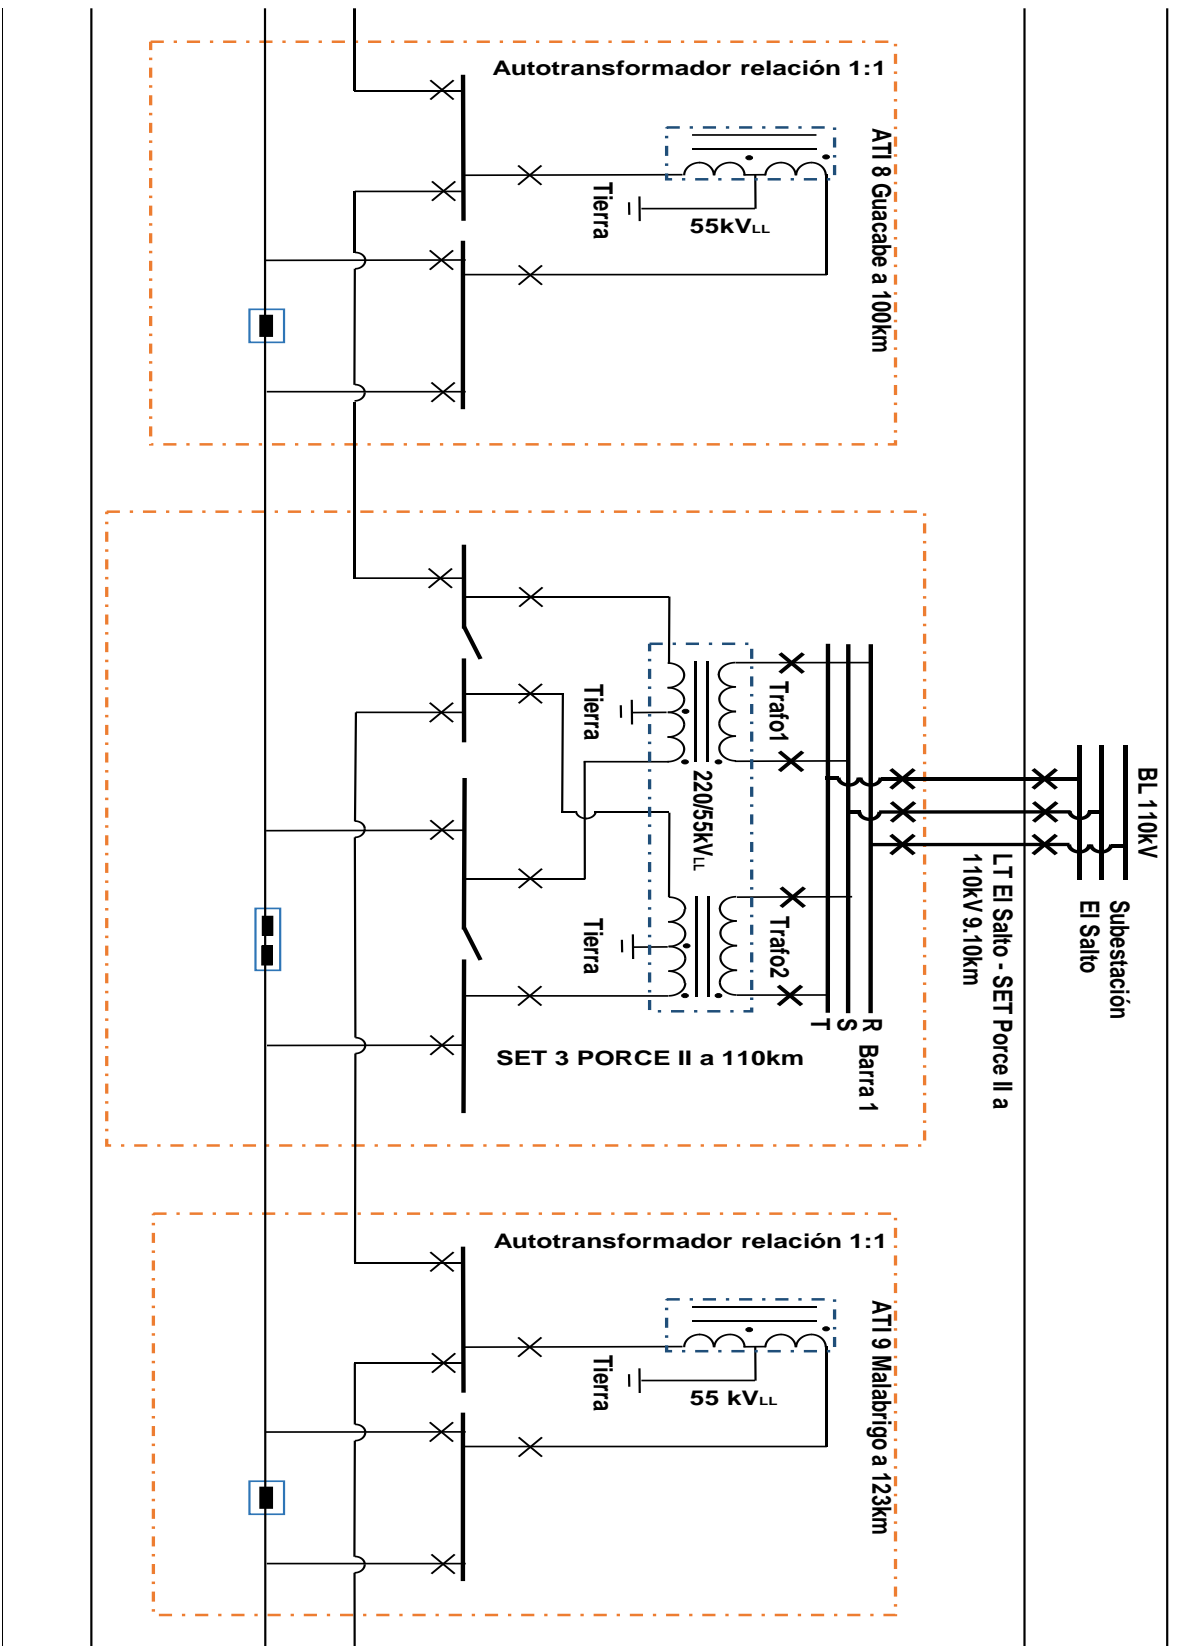 Autotransformador relación 1:1
ATI 8 Guacabe a 100km
Tierra
55kVLL
BL 110kV
Subestación
El Salto
LT El Salto - SET Porce II a
110kV 9.10km
Trafo1
Tierra
220/55kVLL
Trafo2
Tierra
R
S
T
Barra 1
SET 3 PORCE II a 110km
Autotransformador relación 1:1
ATI 9 Malabrigo a 123km
Tierra
55 kVLL